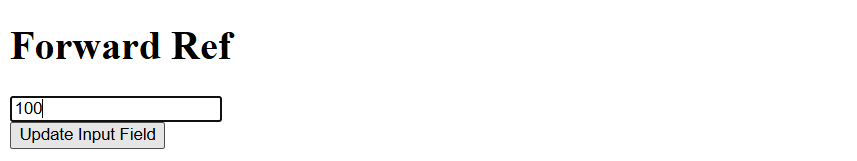 Forward Ref
100
Update Input Field